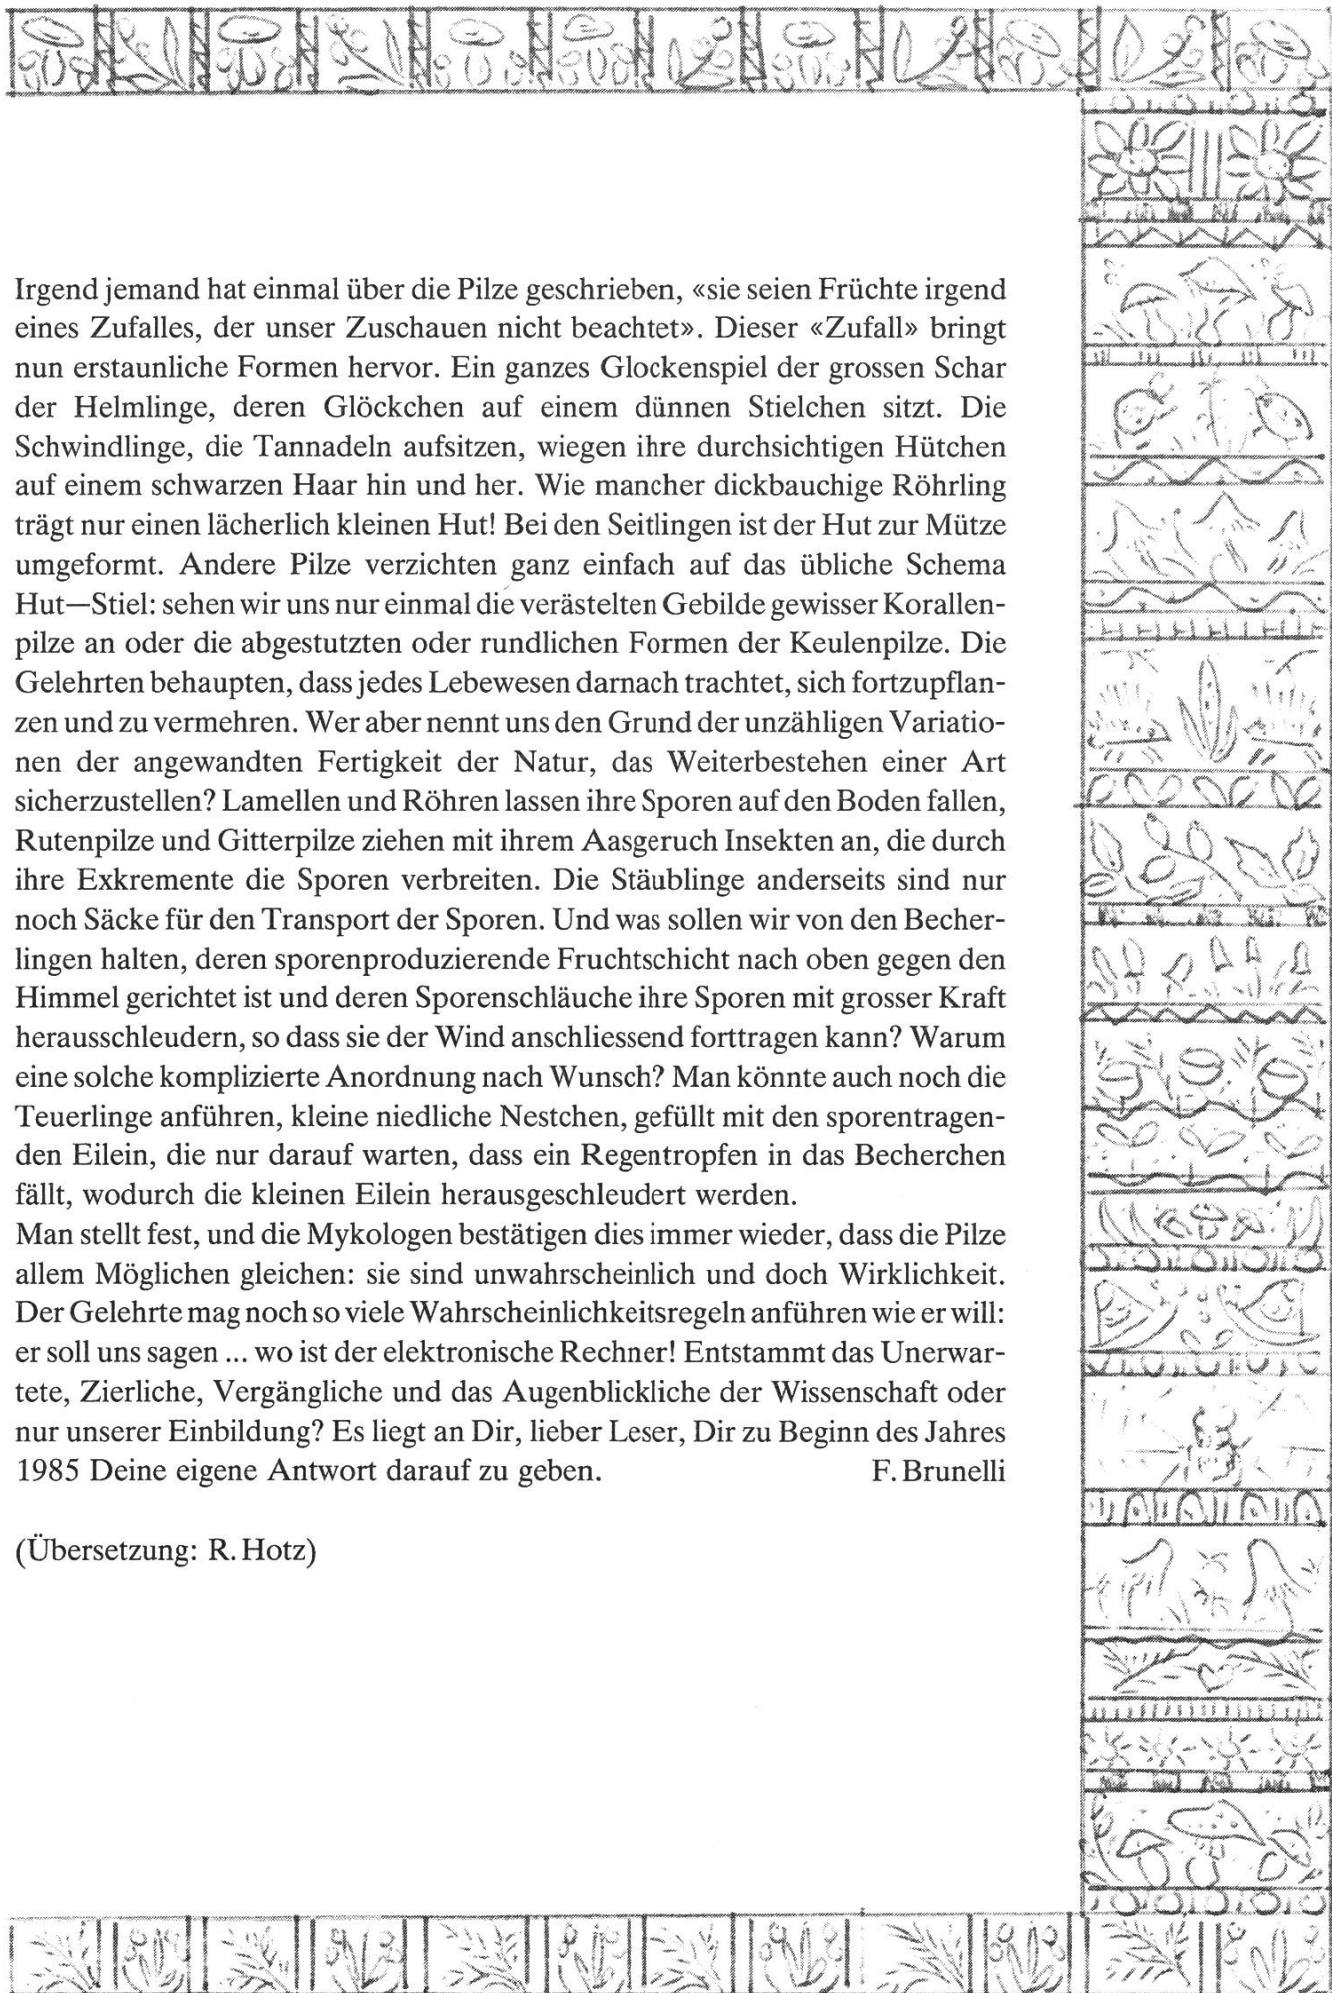 Irgend jemand hat einmal über die Pilze geschrieben, «sie seien Früchte irgend
eines Zufalles, der unser Zuschauen nicht beachtet». Dieser «Zufall» bringt
nun erstaunliche Formen hervor. Ein ganzes Glockenspiel der grossen Schar
der Helmlinge, deren Glöckchen auf einem dünnen Stielchen sitzt. Die
Schwindlinge, die Tannadeln aufsitzen, wiegen ihre durchsichtigen Hütchen
auf einem schwarzen Haar hin und her. Wie mancher dickbauchige Röhrling
trägt nur einen lächerlich kleinen Hut! Bei den Seitlingen ist der Hut zur Mütze
umgeformt. Andere Pilze verzichten ganz einfach auf das übliche Schema
Hut—Stiel: sehen wir uns nur einmal die verästelten Gebilde gewisser Korallen-
pilze an oder die abgestutzten oder rundlichen Formen der Keulenpilze. Die
Gelehrten behaupten, dass jedes Lebewesen darnach trachtet, sich fortzupflan-
zen und zu vermehren. Wer aber nennt uns den Grund der unzähligen Variatio-
nen der angewandten Fertigkeit der Natur, das Weiterbestehen einer Art
sicherzustellen? Lamellen und Röhren lassen ihre Sporen auf den Boden fallen,
Rutenpilze und Gitterpilze ziehen mit ihrem Aasgeruch Insekten an, die durch
ihre Exkremente die Sporen verbreiten. Die Stäublinge anderseits sind nur
noch Säcke für den Transport der Sporen. Und was sollen wir von den Becher-
lingen halten, deren sporenproduzierende Fruchtschicht nach oben gegen den
Himmel gerichtet ist und deren Sporenschläuche ihre Sporen mit grosser Kraft
herausschleudern, so dass sie der Wind anschliessend forttragen kann? Warum
eine solche komplizierte Anordnung nach Wunsch? Man könnte auch noch die
Teuerlinge anführen, kleine niedliche Nestchen, gefüllt mit den sporentragen-
den Eilein, die nur darauf warten, dass ein Regentropfen in das Becherchen
fällt, wodurch die kleinen Eilein herausgeschleudert werden.
Man stellt fest, und die Mykologen bestätigen dies immer wieder, dass die Pilze
allem Möglichen gleichen: sie sind unwahrscheinlich und doch Wirklichkeit.
Der Gelehrte mag noch so viele Wahrscheinlichkeitsregeln anführen wie er will:
er soll uns sagen ... wo ist der elektronische Rechner! Entstammt das Unerwar-
tete, Zierliche, Vergängliche und das Augenblickliche der Wissenschaft oder
nur unserer Einbildung? Es liegt an Dir, lieber Leser, Dir zu Beginn des Jahres
1985 Deine eigene Antwort darauf zu geben. F. Brunelli
(Übersetzung: R. Hotz)